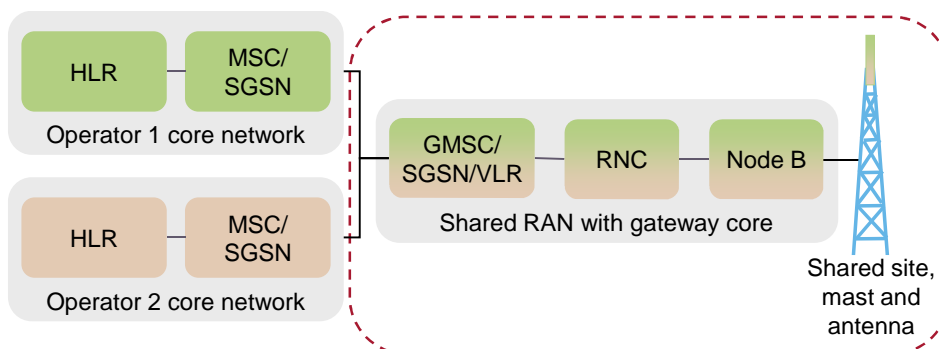 HLR
MSC/
SGSN
Operator 1 core network
GMSC/
SGSN/VLR
RNC
Node B
Shared RAN with gateway core
HLR
MSC/
SGSN
Operator 2 core network
Shared site,
mast and
antenna